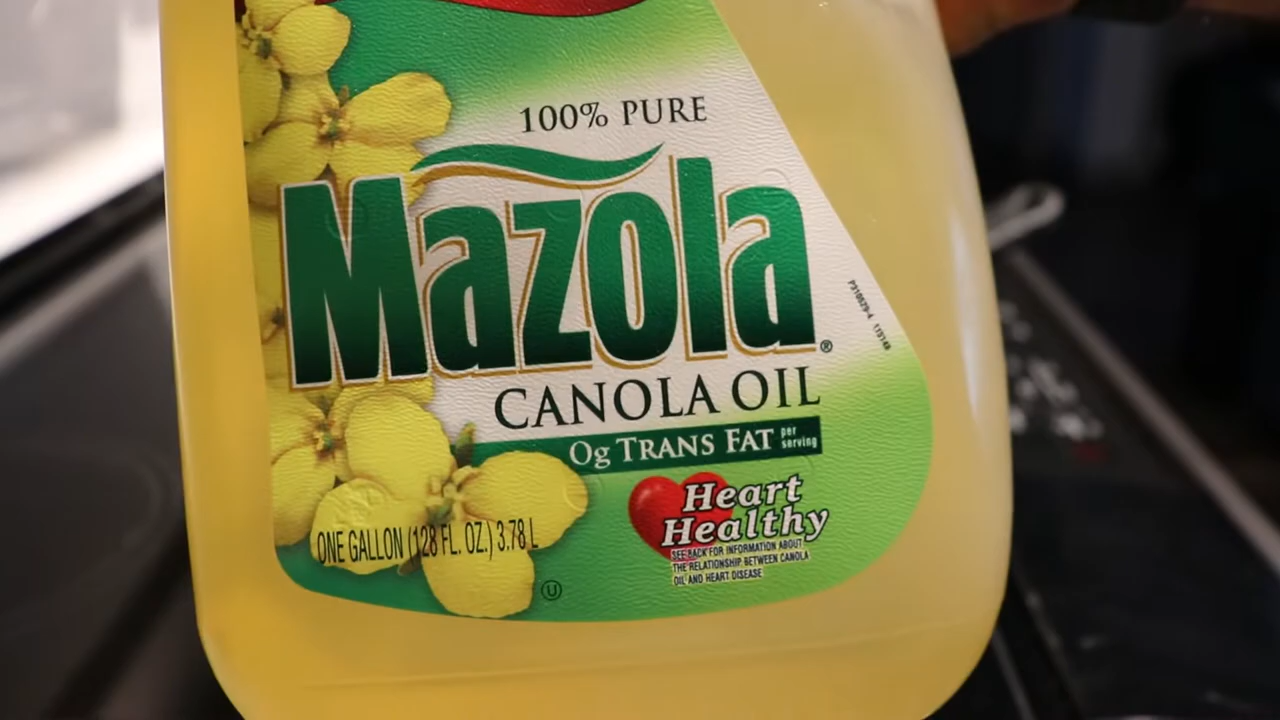 100% PURE
Mazola®
CANOLA OIL
0g TRANS FAT per serving
Heart
Healthy
SEE BACK FOR INFORMATION ABOUT
THE RELATIONSHIP BETWEEN CANOLA
OIL AND HEART DISEASE
ONE GALLON (128 FL. OZ.) 3.78 L
U